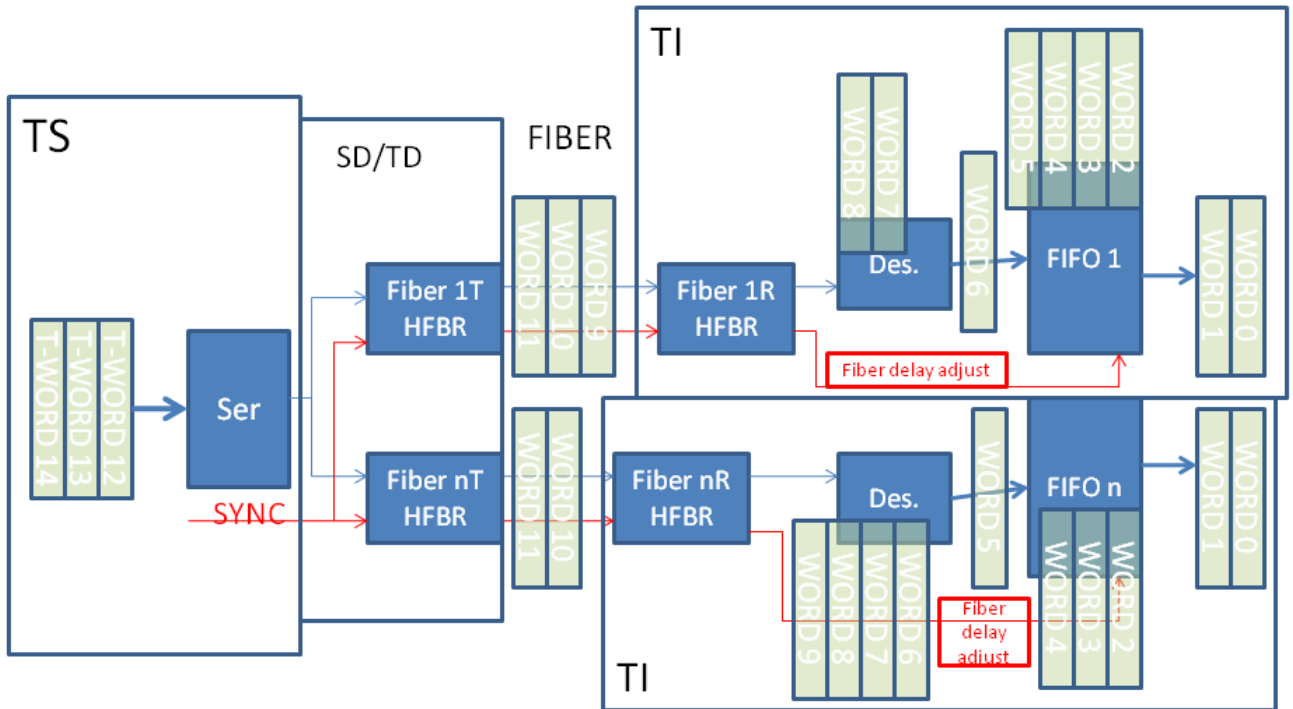 TS
SD/TD
FIBER
TI
T-WORD 14
T-WORD 13
T-WORD 12
Ser
SYNC
Fiber 1T
HFBR
WORD 11
WORD 10
WORD 9
Fiber 1R
HFBR
WORD 8
WORD 7
Des.
WORD 6
WORD 5
WORD 4
WORD 3
WORD 2
FIFO 1
WORD 1
WORD 0
Fiber delay adjust
Fiber nT
HFBR
WORD 11
WORD 10
Fiber nR
HFBR
Des.
WORD 9
WORD 8
WORD 7
WORD 6
WORD 5
FIFO n
WORD 4
WORD 3
WORD 2
WORD 1
WORD 0
Fiber
delay
adjust
TI